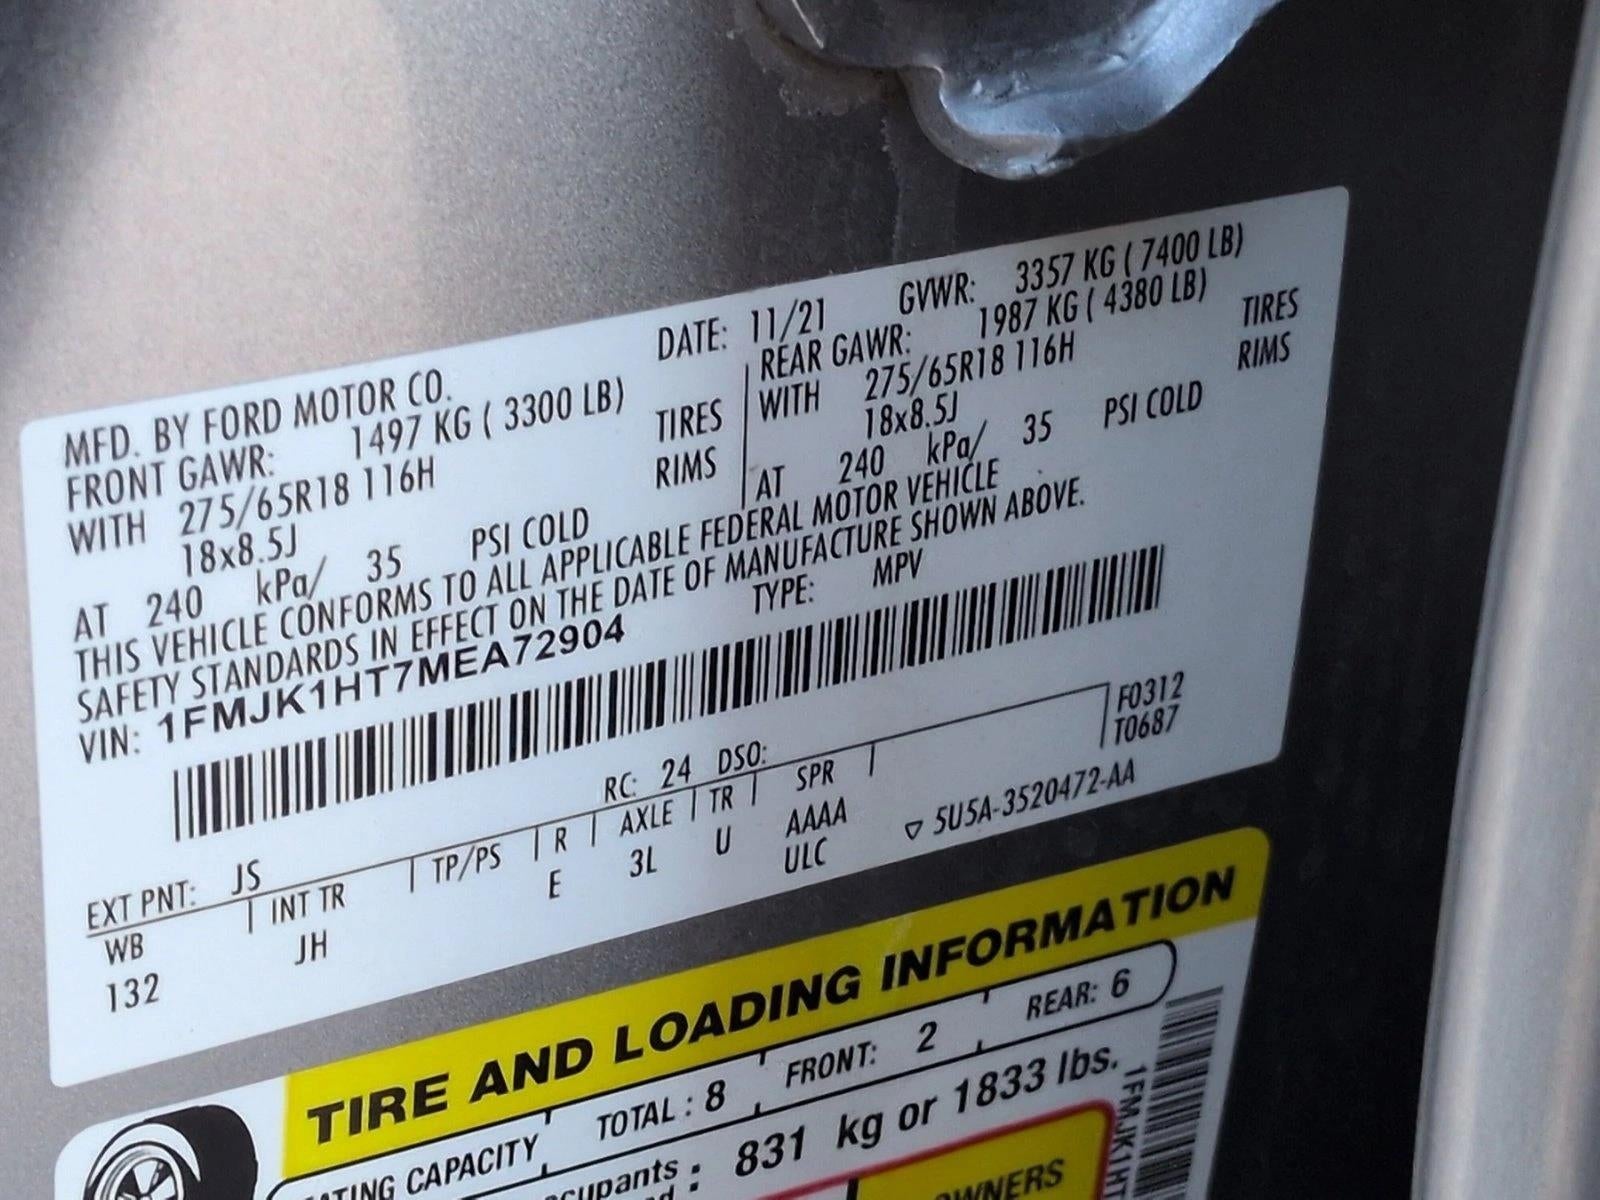 MFD. BY FORD MOTOR CO.
DATE: 11/21
GVWR: 3357 KG ( 7400 LB)
FRONT GAWR: 1497 KG ( 3300 LB)
WITH 275/65R18 116H TIRES
18x8.5J RIMS
AT 240 kPa/ 35 PSI COLD
REAR GAWR: 1987 KG ( 4380 LB)
WITH 275/65R18 116H TIRES
18x8.5J RIMS
AT 240 kPa/ 35 PSI COLD
THIS VEHICLE CONFORMS TO ALL APPLICABLE FEDERAL MOTOR VEHICLE
SAFETY STANDARDS IN EFFECT ON THE DATE OF MANUFACTURE SHOWN ABOVE.
VIN: 1FMJK1HT7MEA72904
TYPE: MPV
F0312
T0687
EXT PNT: JS RC: 24 DSO:
WB INT TR TP/PS R AXLE TR SPR
132 JH E 3L U AAAA
ULC
5U5A-3520472-AA
TIRE AND LOADING INFORMATION
ATING CAPACITY TOTAL : 8 FRONT: 2 REAR: 6
cupants : 831 kg or 1833 lbs.
OWNERS
1FMJK1HT